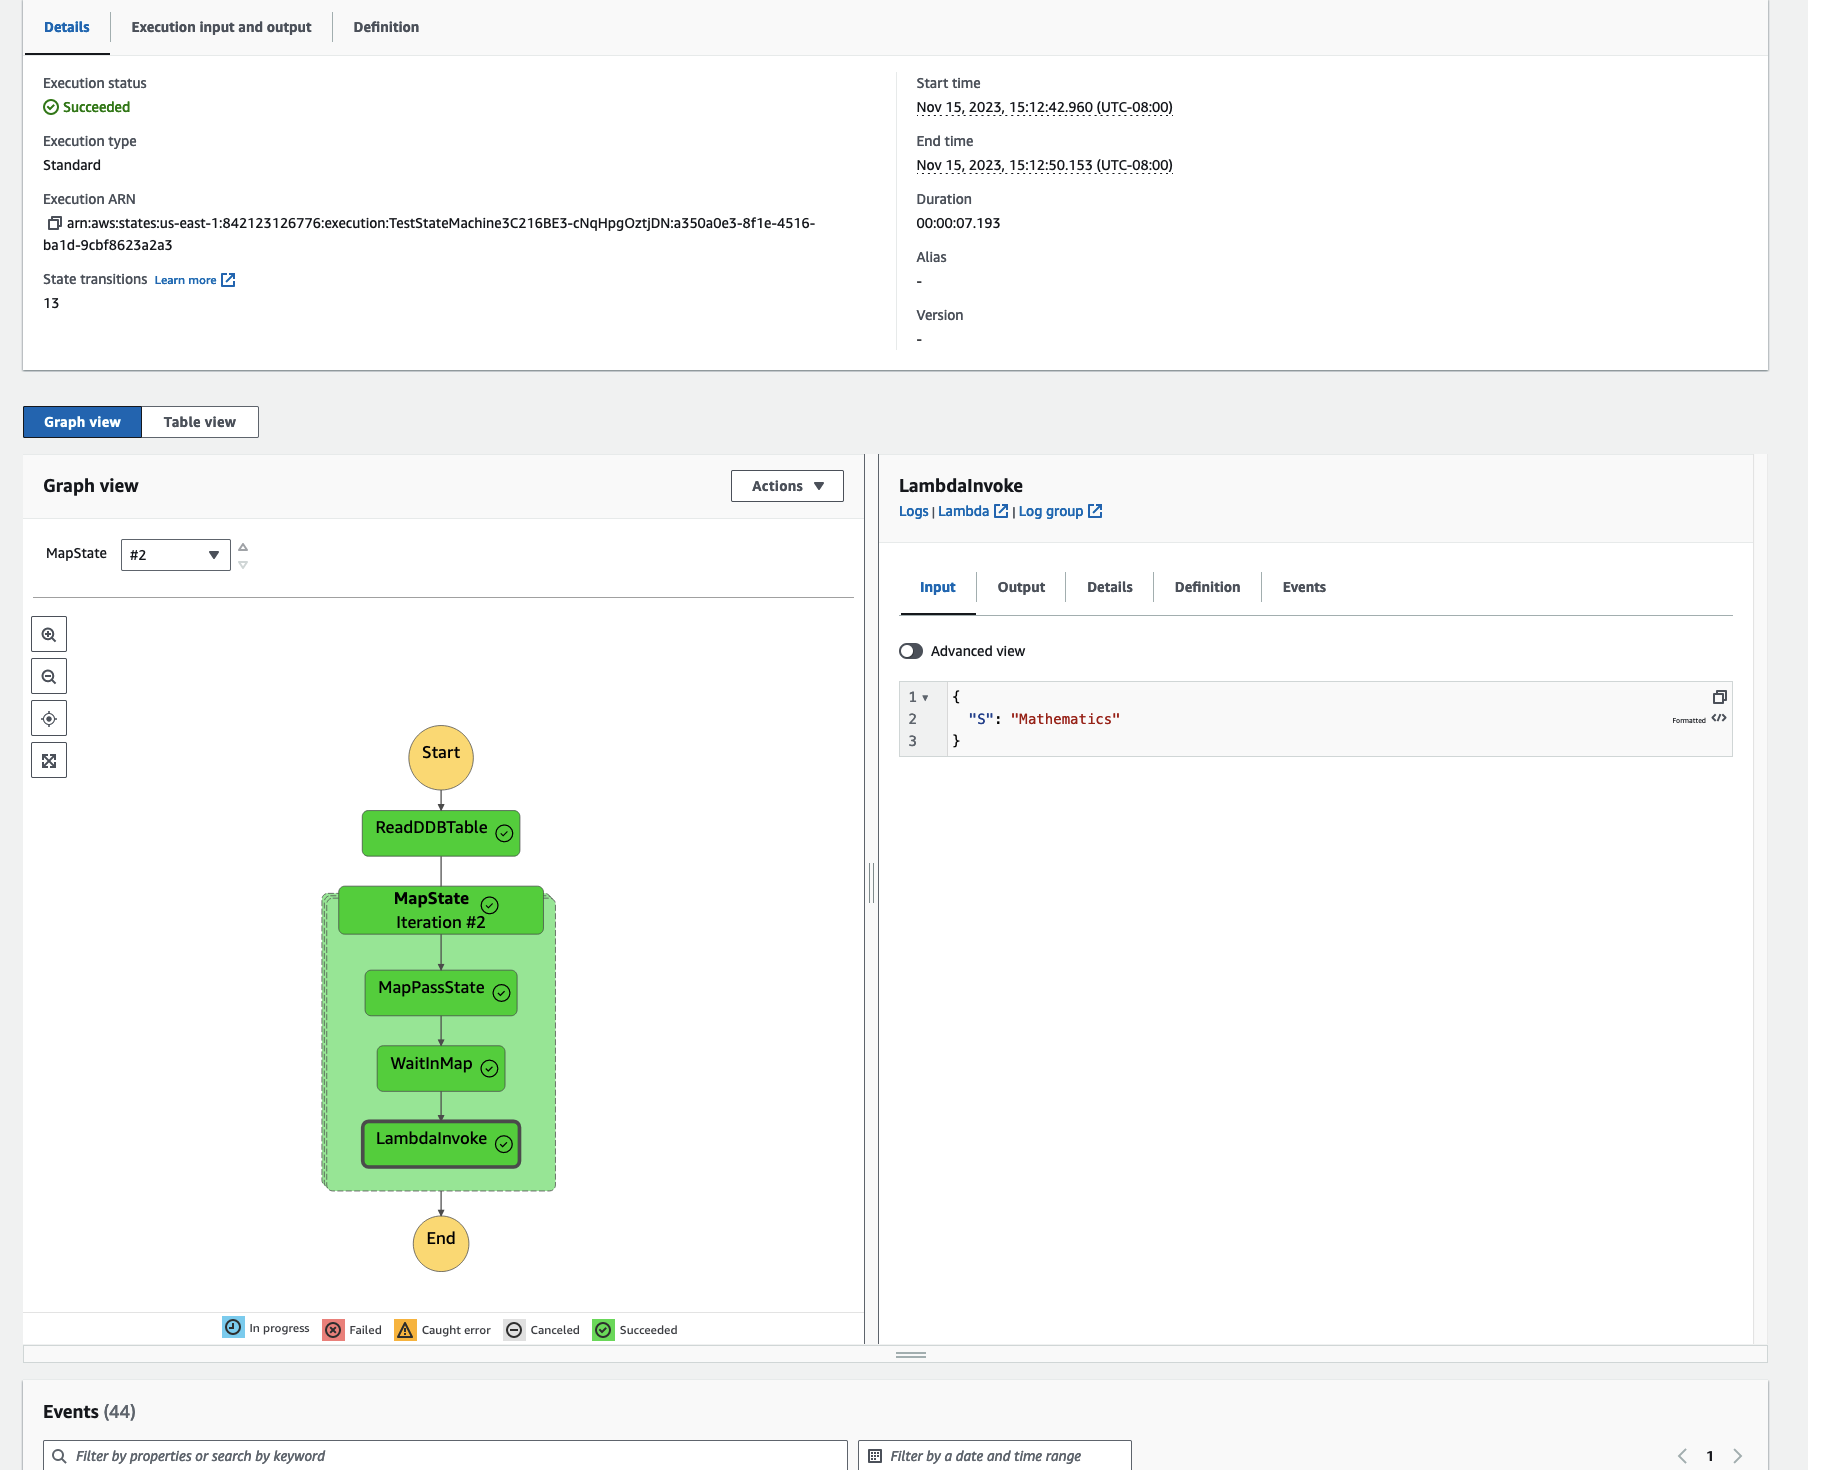 Details
Execution input and output
Definition
Execution status
Succeeded
Execution type
Standard
Execution ARN
arn:aws:states:us-east-1:842123126776:execution:TestStateMachine3C216BE3-cNqHpgOztjDN:a350a0e3-8f1e-4516-
ba1d-9cbf8623a2a3
State transitions Learn more
13
Start time
Nov 15, 2023, 15:12:42.960 (UTC-08:00)
End time
Nov 15, 2023, 15:12:50.153 (UTC-08:00)
Duration
00:00:07.193
Alias
-
Version
-
Graph view
Table view
Graph view
Actions
MapState
#2
Start
ReadDDBTable
MapState
Iteration #2
MapPassState
WaitInMap
LambdaInvoke
End
In progress
Failed
Caught error
Canceled
Succeeded
LambdaInvoke
Logs | Lambda | Log group
Input
Output
Details
Definition
Events
Advanced view
1 {
2 "S": "Mathematics"
3 }
Formatted
Events (44)
Filter by properties or search by keyword
Filter by a date and time range
1